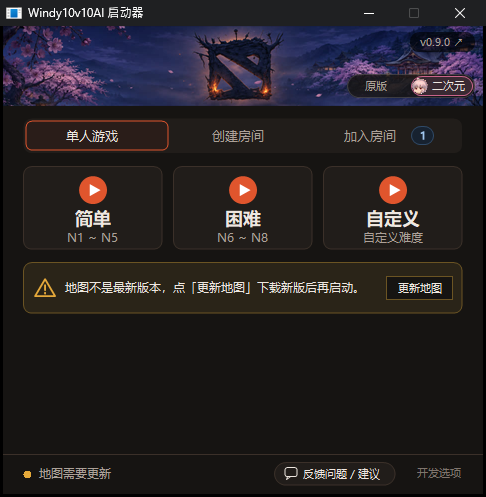 Windy10v10AI 启动器
v0.9.0 ↗
原版 二次元
单人游戏 创建房间 加入房间 1
简单 困难 自定义
N1 ~ N5 N6 ~ N8 自定义难度
地图不是最新版本，点「更新地图」下载新版后再启动。 更新地图
地图需要更新 反馈问题 / 建议 开发选项